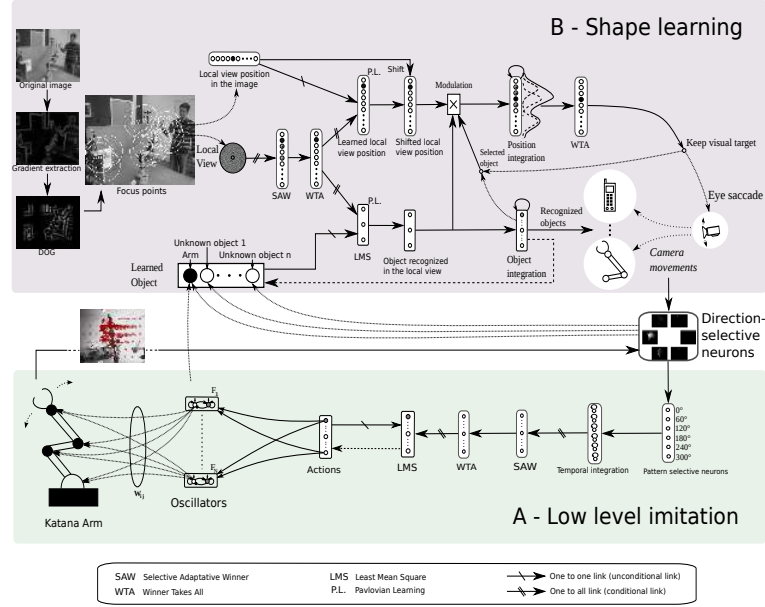 B - Shape learning
Original image
Gradient extraction
DOG
Focus points
Local view position
in the image
Local
View
SAW
WTA
P.L.
Learned local
view position
Shift
Shifted local
view position
Modulation
X
Position
integration
WTA
Keep visual target
Selected
object
Eye saccade
P.L.
LMS
Object recognized
in the local view
Object
integration
Recognized
objects
Camera
movements
Unknown object 1
Arm
Unknown object n
Learned
Object
Direction-
selective
neurons
Katana Arm
Oscillators
Actions
LMS
WTA
SAW
Temporal integration
0°
60°
120°
180°
240°
300°
Pattern selective neurons
A - Low level imitation
SAW Selective Adaptative Winner
WTA Winner Takes All
LMS Least Mean Square
P.L. Pavlovian Learning
One to one link (unconditional link)
One to all link (conditional link)